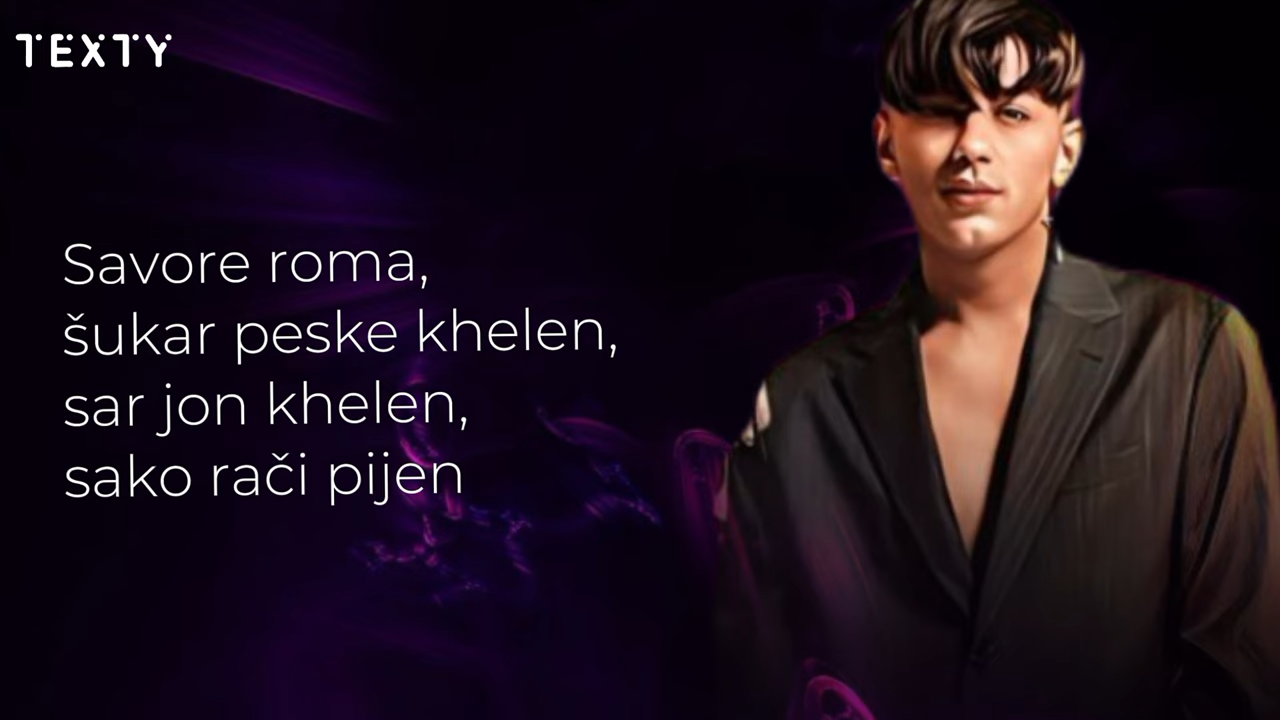 TEXTY
Savore roma,
šukar peske khelen,
sar jon khelen,
sako rači pijen